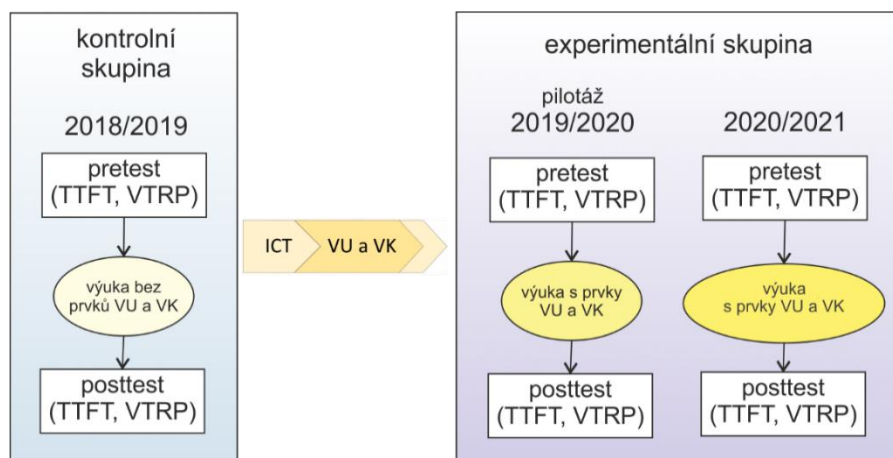 kontrolní
skupina
2018/2019
pretest
(TTFT, VTRP)
výuka bez
prvků VU a VK
posttest
(TTFT, VTRP)
ICT
VU a VK
experimentální skupina
pilotáž
2019/2020
pretest
(TTFT, VTRP)
výuka s prvky
VU a VK
posttest
(TTFT, VTRP)
2020/2021
pretest
(TTFT, VTRP)
výuka
s prvky VU a VK
posttest
(TTFT, VTRP)